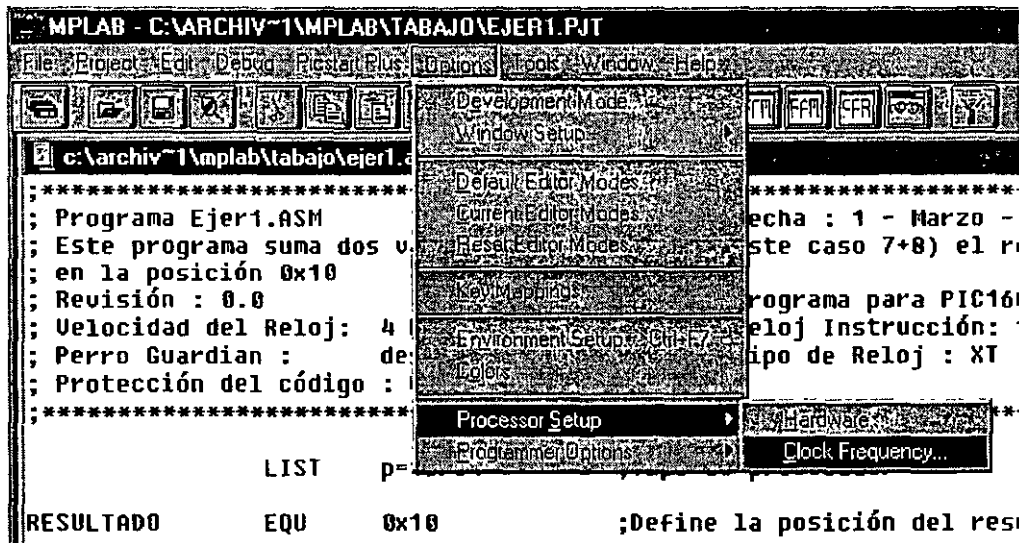 MPLAB - C:\ARCHIV~1\MPLAB\TABAJO\EJER1.PJT
File Project Edit Debug Picstart Plus Options Tools Window Help
c:\archiv~1\mplab\tabajo\ejer1.a
Development Mode...
Window Setup
Default Editor Modes...
Current Editor Modes...
Reset Editor Modes...
Key Mappings
Environment Setup... Ctrl+F7
Colors
Processor Setup
Programmer Options
Hardware...
Clock Frequency...
;***********************
; Programa Ejer1.ASM echa : 1 - Marzo -
; Este programa suma dos v ste caso 7+8) el r
; en la posición 0x10
; Revisión : 0.0 rograma para PIC16
; Velocidad del Reloj: 4 eloj Instrucción:
; Perro Guardian : de ipo de Reloj : XT
; Protección del código :
;***********************
LIST p=
RESULTADO EQU 0x10 ;Define la posición del res